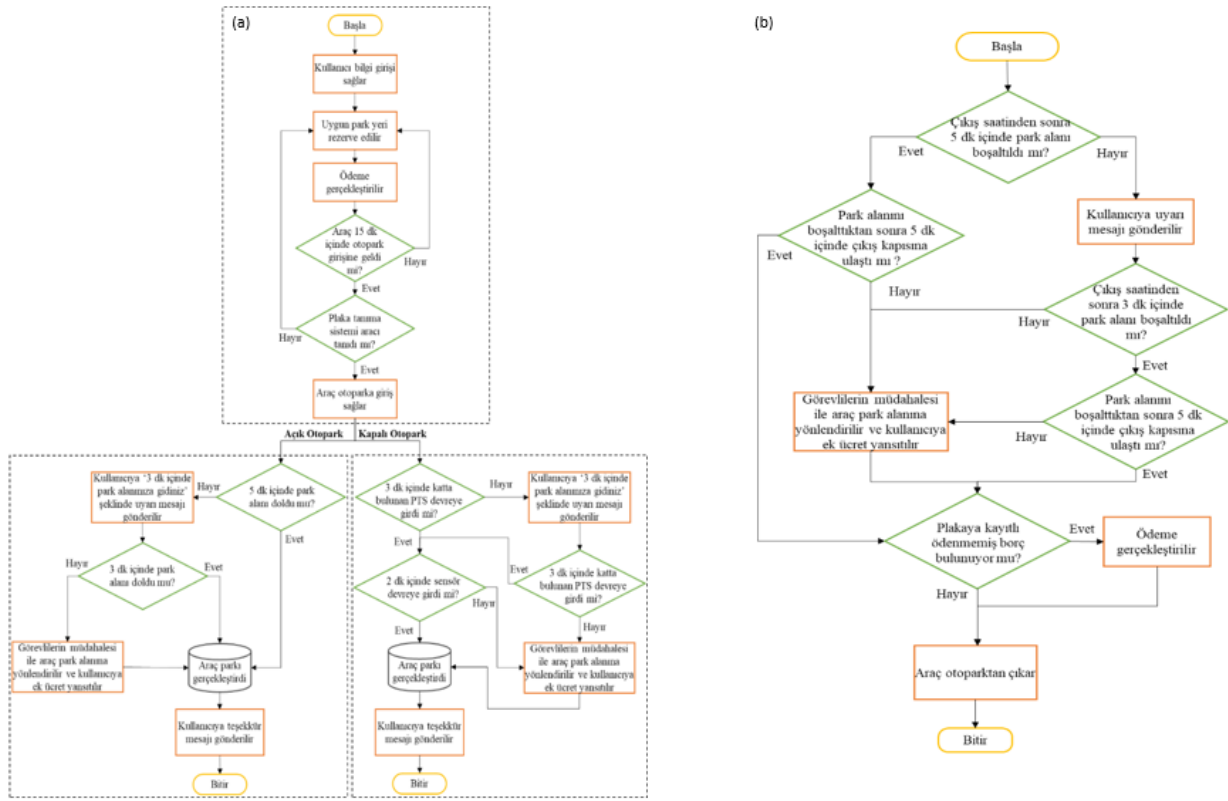 (a)
Başla
Kullanıcı bilgi girişi
sağlar
Uygun park yeri
rezerve edilir
Ödeme
gerçekleştirilir
Araç 15 dk
içinde otopark
girişine geldi
mi?
Hayır
Evet
Plaka tanıma
sistemi aracı
tanıdı mı?
Hayır
Evet
Araç otoparka giriş
sağlar
Açık Otopark
Kapalı Otopark
Kullanıcıya ‘3 dk içinde
park alanınıza gidiniz’
şeklinde uyarı mesajı
gönderilir
Hayır
5 dk içinde park
alanı doldu mu?
Evet
Hayır
3 dk içinde park
alanı doldu mu?
Evet
Görevlilerin müdahalesi
ile araç park alanına
yönlendirilir ve kullanıcıya
ek ücret yansıtılır
Araç parkı
gerçekleştirdi
Kullanıcıya teşekkür
mesajı gönderilir
Bitir
3 dk içinde katta
bulunan PTS devreye
girdi mi?
Hayır
Kullanıcıya ‘3 dk içinde
park alanınıza gidiniz’
şeklinde uyarı mesajı
gönderilir
Evet
2 dk içinde sensör
devreye girdi mi?
Evet
3 dk içinde katta
bulunan PTS devreye
girdi mi?
Hayır
Evet
Hayır
Araç parkı
gerçekleştirdi
Görevlilerin müdahalesi
ile araç park alanına
yönlendirilir ve kullanıcıya
ek ücret yansıtılır
Kullanıcıya teşekkür
mesajı gönderilir
Bitir
(b)
Başla
Çıkış saatinden sonra
5 dk içinde park alanı
boşaltıldı mı?
Evet
Hayır
Park alanını
boşalttıktan sonra 5 dk
içinde çıkış kapısına
ulaştı mı ?
Evet
Hayır
Kullanıcıya uyarı
mesajı gönderilir
Çıkış saatinden
sonra 3 dk içinde
park alanı boşaltıldı
mı?
Hayır
Evet
Görevlilerin müdahalesi
ile araç park alanına
yönlendirilir ve kullanıcıya
ek ücret yansıtılır
Park alanını
boşalttıktan sonra 5 dk
içinde çıkış kapısına
ulaştı mı?
Hayır
Evet
Plakaya kayıtlı
ödenmemiş borç
bulunuyor mu?
Evet
Ödeme
gerçekleştirilir
Hayır
Araç otoparktan çıkar
Bitir